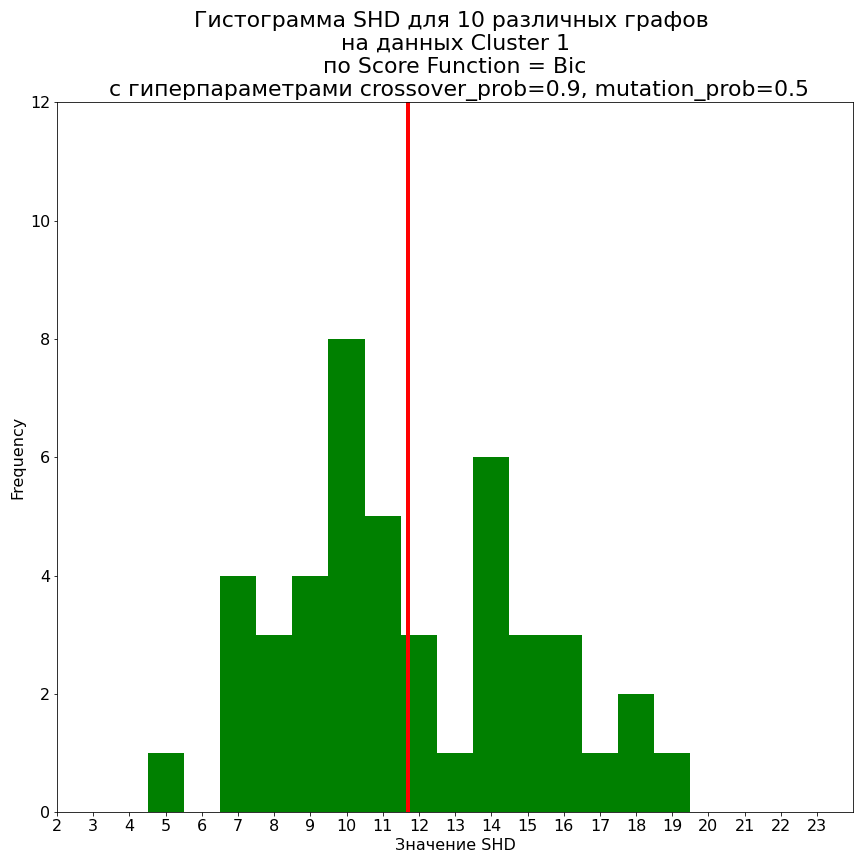 Гистограмма SHD для 10 различных графов
на данных Cluster 1
по Score Function = Bic
с гиперпараметрами crossover_prob=0.9, mutation_prob=0.5
12
10
8
6
4
2
0
Frequency
2 3 4 5 6 7 8 9 10 11 12 13 14 15 16 17 18 19 20 21 22 23
Значение SHD